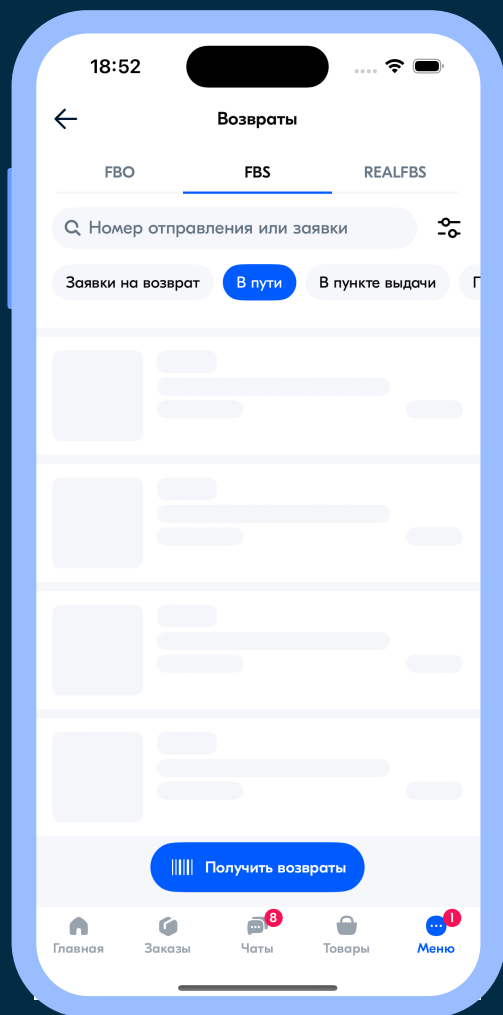 18:52
Возвраты
FBO
FBS
REALFBS
Номер отправления или заявки
Заявки на возврат
В пути
В пункте выдачи
Получить возвраты
8
1
Главная
Заказы
Чаты
Товары
Меню